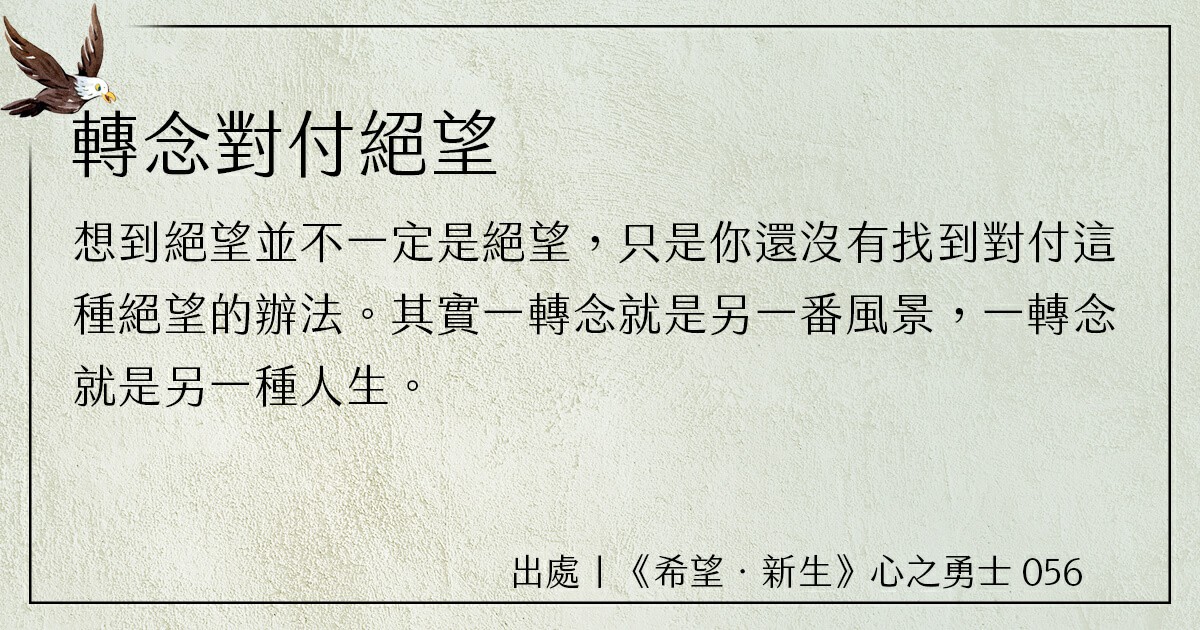 轉念對付絕望
想到絕望並不一定是絕望，只是你還沒有找到對付這
種絕望的辦法。其實一轉念就是另一番風景，一轉念
就是另一種人生。
出處｜《希望·新生》心之勇士 056